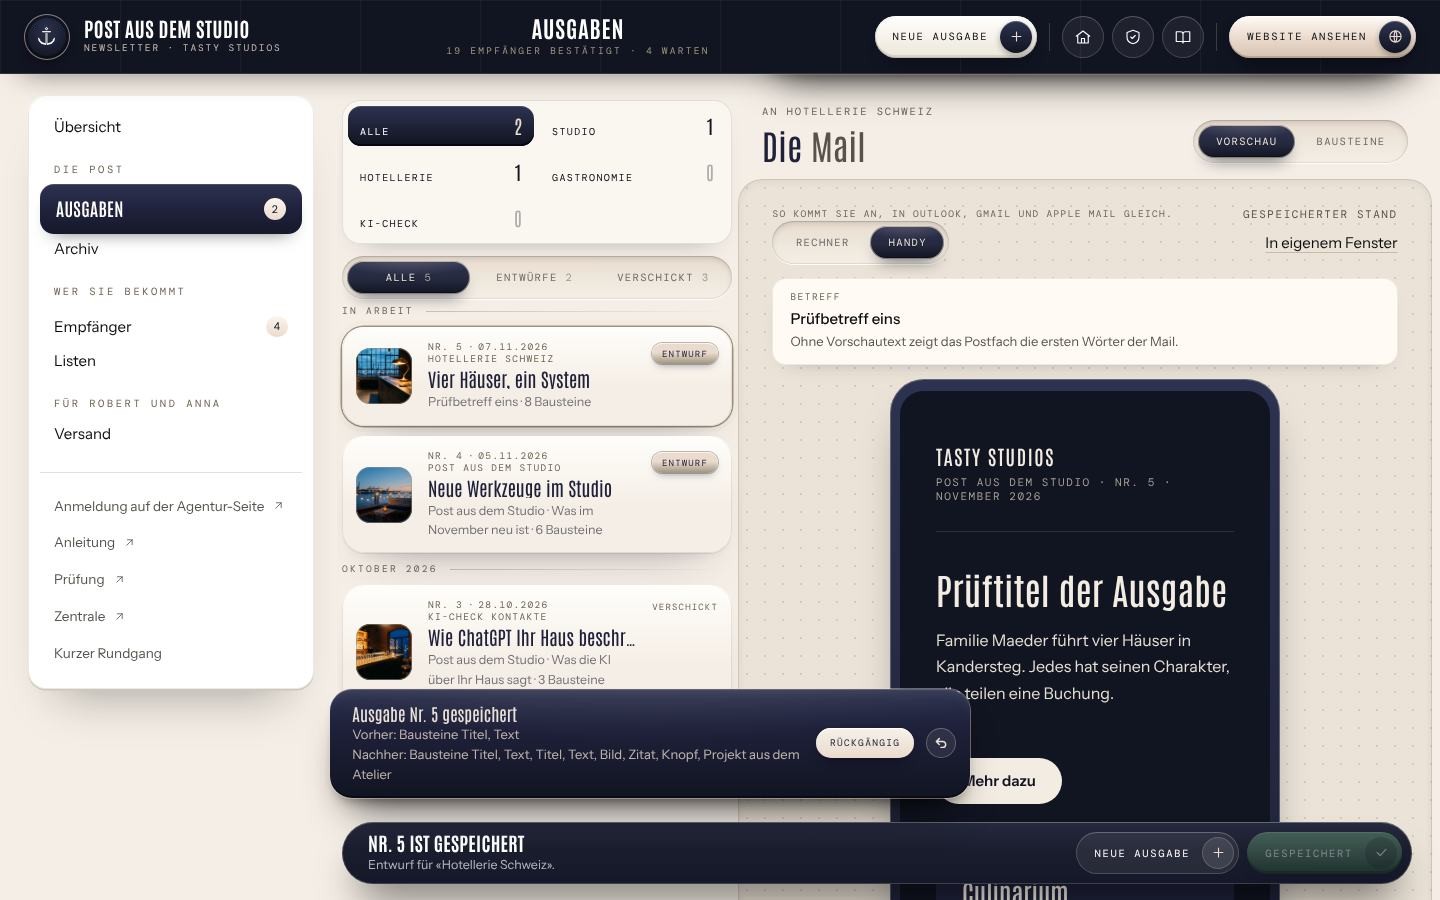 POST AUS DEM STUDIO
NEWSLETTER · TASTY STUDIOS
AUSGABEN
19 EMPFÄNGER BESTÄTIGT · 4 WARTEN
NEUE AUSGABE
WEBSITE ANSEHEN
Übersicht
DIE POST
AUSGABEN
2
Archiv
WER SIE BEKOMMT
Empfänger
4
Listen
FÜR ROBERT UND ANNA
Versand
Anmeldung auf der Agentur-Seite
Anleitung
Prüfung
Zentrale
Kurzer Rundgang
ALLE 2
STUDIO 1
HOTELLERIE 1
GASTRONOMIE 0
KI-CHECK 0
ALLE 5
ENTWÜRFE 2
VERSCHICKT 3
IN ARBEIT
NR. 5 · 07.11.2026
HOTELLERIE SCHWEIZ
ENTWURF
Vier Häuser, ein System
Prüfbetreff eins · 8 Bausteine
NR. 4 · 05.11.2026
POST AUS DEM STUDIO
ENTWURF
Neue Werkzeuge im Studio
Post aus dem Studio · Was im
November neu ist · 6 Bausteine
OKTOBER 2026
NR. 3 · 28.10.2026
KI-CHECK KONTAKTE
VERSCHICKT
Wie ChatGPT Ihr Haus beschr…
Post aus dem Studio · Was die KI
über Ihr Haus sagt · 3 Bausteine
AN HOTELLERIE SCHWEIZ
Die Mail
VORSCHAU
BAUSTEINE
SO KOMMT SIE AN, IN OUTLOOK, GMAIL UND APPLE MAIL GLEICH.
RECHNER
HANDY
GESPEICHERTER STAND
In eigenem Fenster
BETREFF
Prüfbetreff eins
Ohne Vorschautext zeigt das Postfach die ersten Wörter der Mail.
TASTY STUDIOS
POST AUS DEM STUDIO · NR. 5 ·
NOVEMBER 2026
Prüftitel der Ausgabe
Familie Maeder führt vier Häuser in
Kandersteg. Jedes hat seinen Charakter,
teilen eine Buchung.
Mehr dazu
Culinarium
Ausgabe Nr. 5 gespeichert
Vorher: Bausteine Titel, Text
Nachher: Bausteine Titel, Text, Titel, Text, Bild, Zitat, Knopf, Projekt aus dem
Atelier
RÜCKGÄNGIG
NR. 5 IST GESPEICHERT
Entwurf für «Hotellerie Schweiz».
NEUE AUSGABE
GESPEICHERT